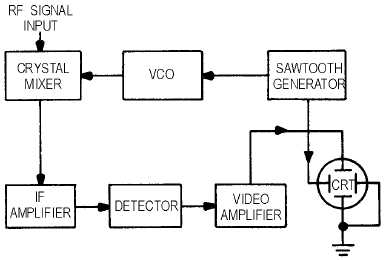 RF SIGNAL
INPUT
CRYSTAL
MIXER
VCO
SAWTOOTH
GENERATOR
IF
AMPLIFIER
DETECTOR
VIDEO
AMPLIFIER
CRT